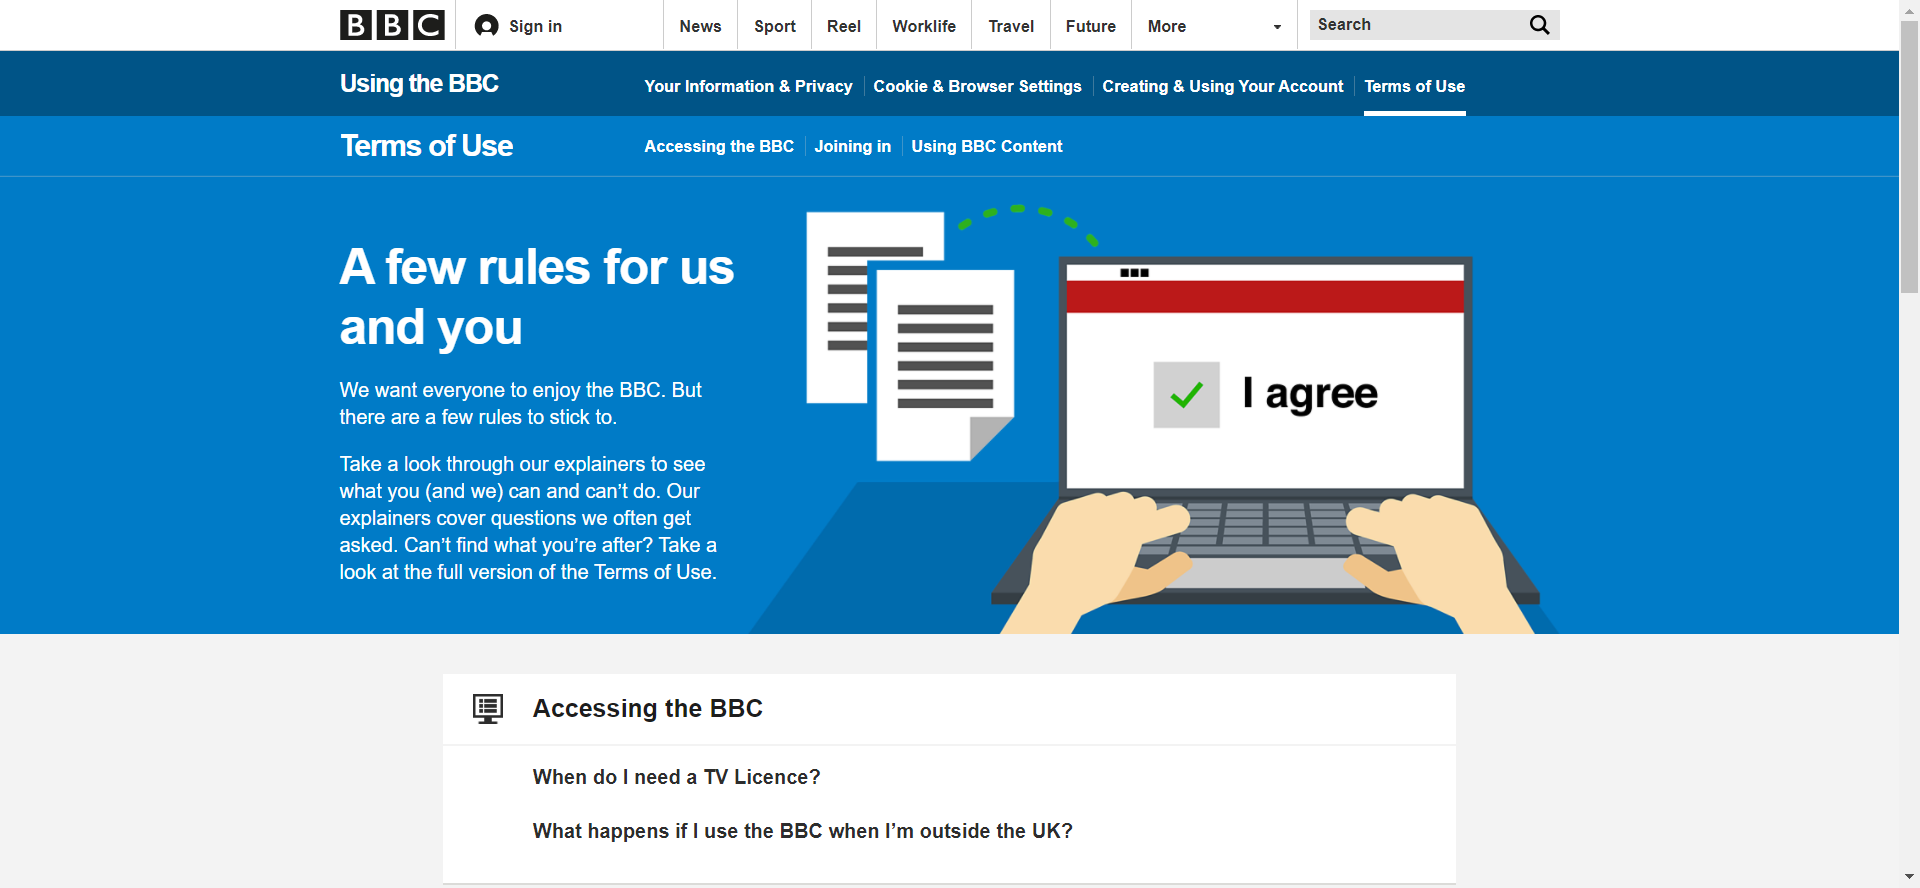 BBC
Sign in
News
Sport
Reel
Worklife
Travel
Future
More
Search
Using the BBC
Your Information & Privacy
Cookie & Browser Settings
Creating & Using Your Account
Terms of Use
Terms of Use
Accessing the BBC
Joining in
Using BBC Content
A few rules for us
and you
We want everyone to enjoy the BBC. But
there are a few rules to stick to.
Take a look through our explainers to see
what you (and we) can and can’t do. Our
explainers cover questions we often get
asked. Can’t find what you’re after? Take a
look at the full version of the Terms of Use.
I agree
Accessing the BBC
When do I need a TV Licence?
What happens if I use the BBC when I’m outside the UK?